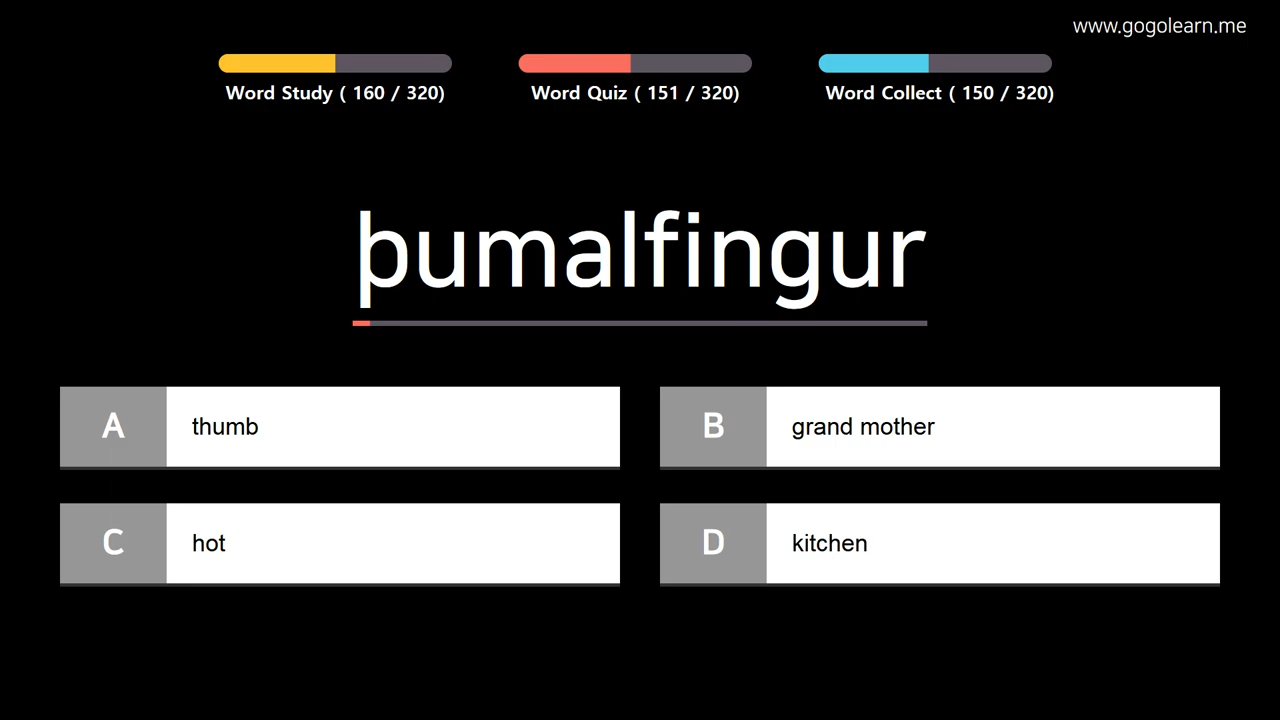 www.gogolearn.me
Word Study ( 160 / 320)
Word Quiz ( 151 / 320)
Word Collect ( 150 / 320)
þumalfingur
A thumb
B grand mother
C hot
D kitchen